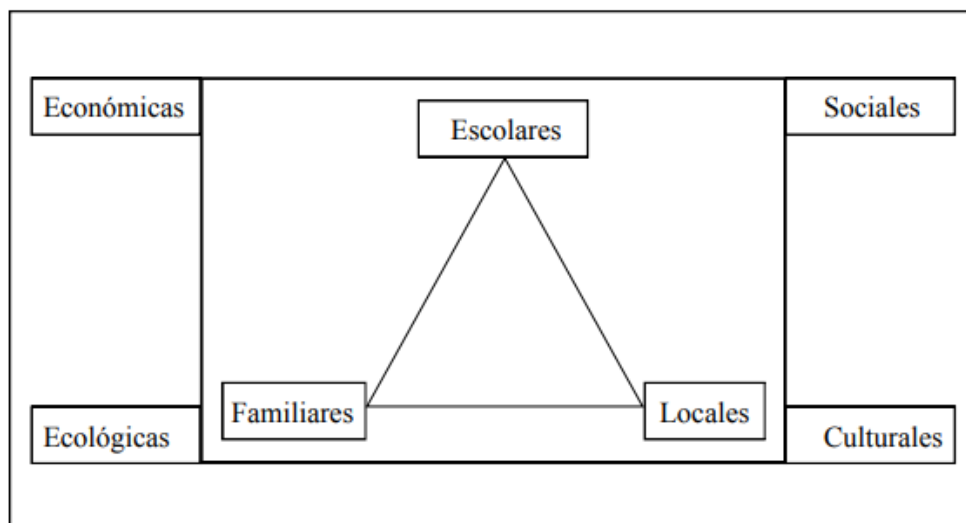 Económicas
Sociales
Escolares
Familiares
Locales
Ecológicas
Culturales